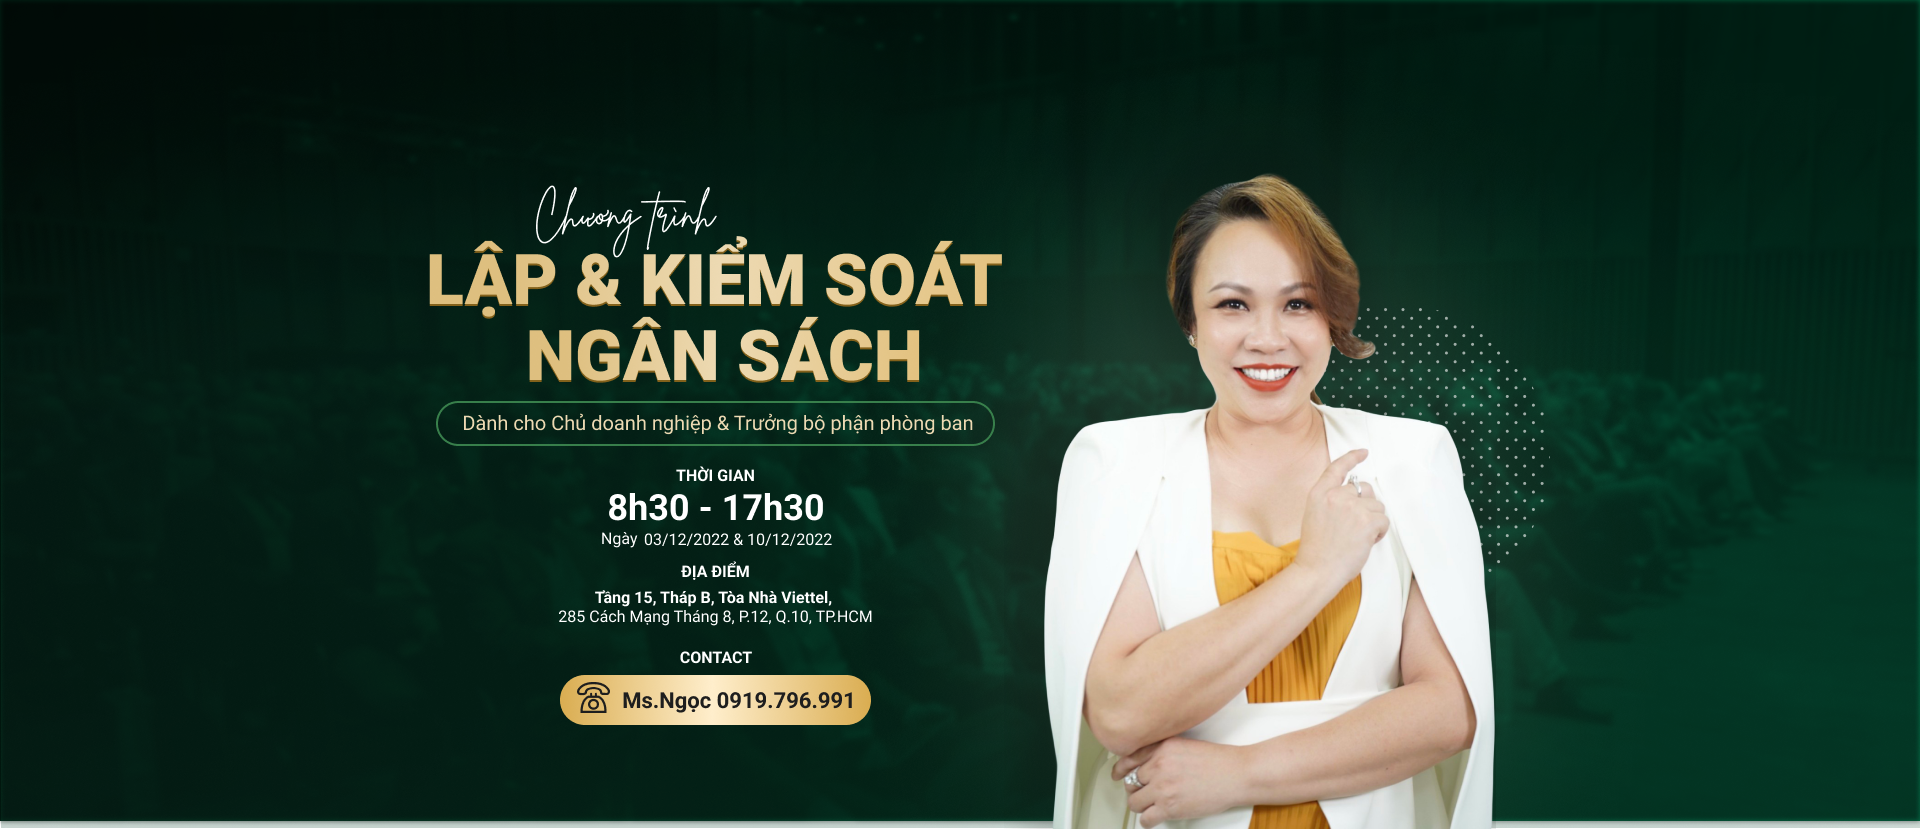 Chương trình
LẬP & KIỂM SOÁT
NGÂN SÁCH
Dành cho Chủ doanh nghiệp & Trưởng bộ phận phòng ban
THỜI GIAN
8h30 - 17h30
Ngày 03/12/2022 & 10/12/2022
ĐỊA ĐIỂM
Tầng 15, Tháp B, Tòa Nhà Viettel,
285 Cách Mạng Tháng 8, P.12, Q.10, TP.HCM
CONTACT
Ms.Ngọc 0919.796.991